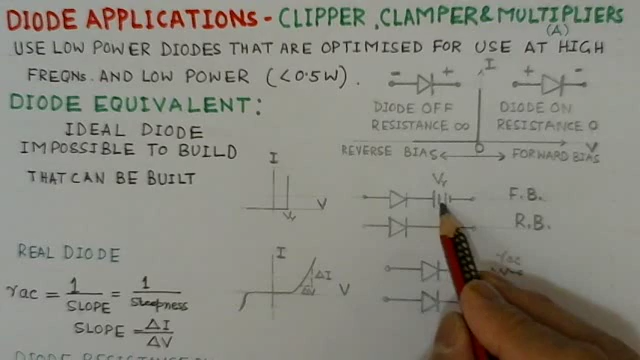 DIODE APPLICATIONS - CLIPPER, CLAMPER & MULTIPLIERS
(A)
USE LOW POWER DIODES THAT ARE OPTIMISED FOR USE AT HIGH
FREQNS. AND LOW POWER (<0.5W).
DIODE EQUIVALENT:
IDEAL DIODE
IMPOSSIBLE TO BUILD
THAT CAN BE BUILT
I
- +
+ -
DIODE OFF
RESISTANCE ∞
DIODE ON
RESISTANCE 0
0
V
REVERSE BIAS
FORWARD BIAS
I
V
Vr
Vr
F.B.
R.B.
REAL DIODE
rac = 1/SLOPE = 1/Steepness
SLOPE = ΔI/ΔV
I
ΔI
ΔV
V
rac